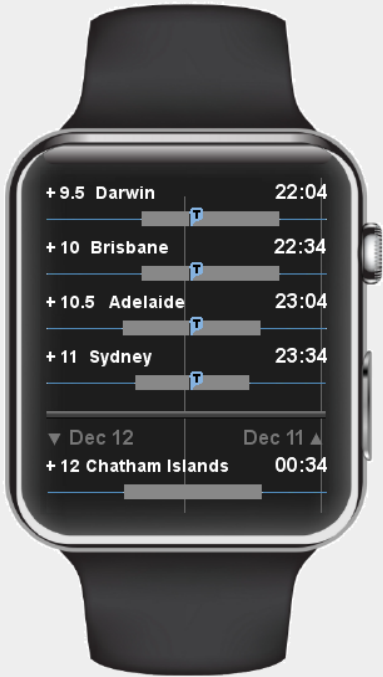 + 9.5 Darwin 22:04
T
+ 10 Brisbane 22:34
T
+ 10.5 Adelaide 23:04
T
+ 11 Sydney 23:34
T
▼ Dec 12 Dec 11 ▲
+ 12 Chatham Islands 00:34